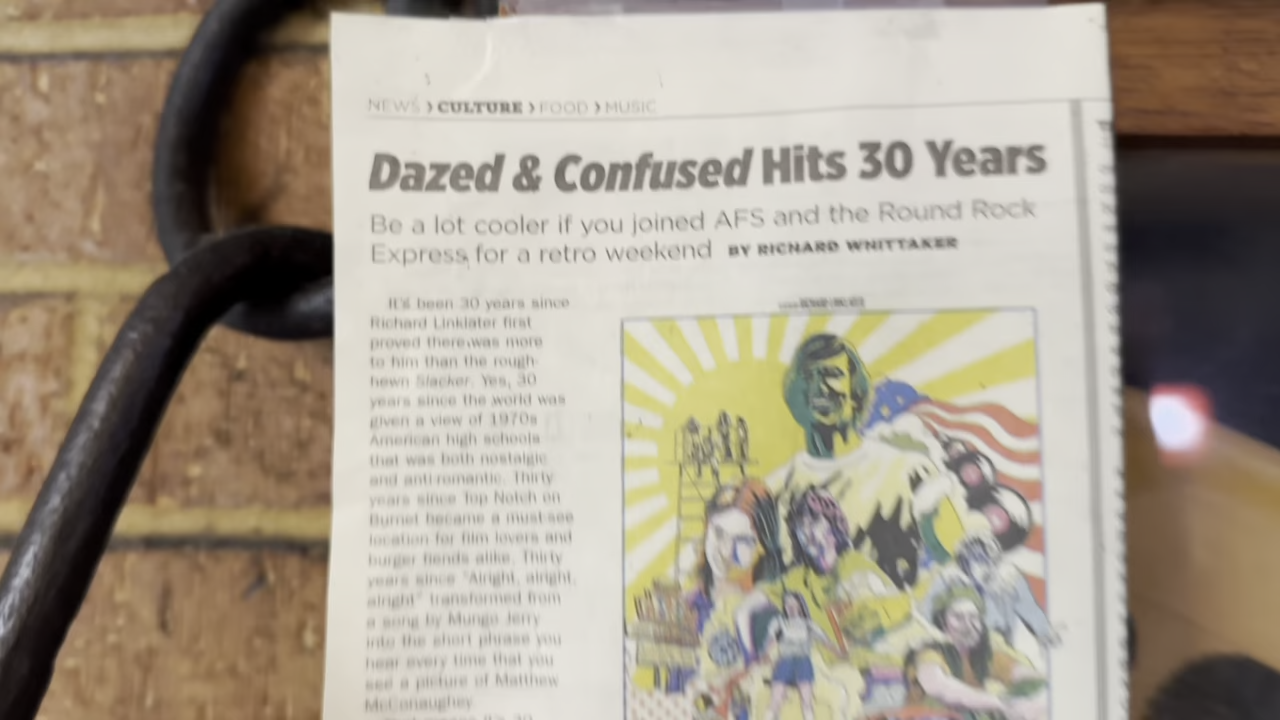 NEWS > CULTURE > FOOD > MUSIC
Dazed & Confused Hits 30 Years
Be a lot cooler if you joined AFS and the Round Rock
Express for a retro weekend BY RICHARD WHITTAKER
It's been 30 years since
Richard Linklater first
proved there was more
to him than the rough-
hewn Slacker. Yes, 30
years since the world was
given a view of 1970s
American high schools
that was both nostalgic
and anti-romantic. Thirty
years since Top Notch on
Burnet became a must-see
location for film lovers and
burger fiends alike. Thirty
years since "Alright, alright,
alright" transformed from
a song by Mungo Jerry
into the short phrase you
hear every time that you
see a picture of Matthew
McConaughey.